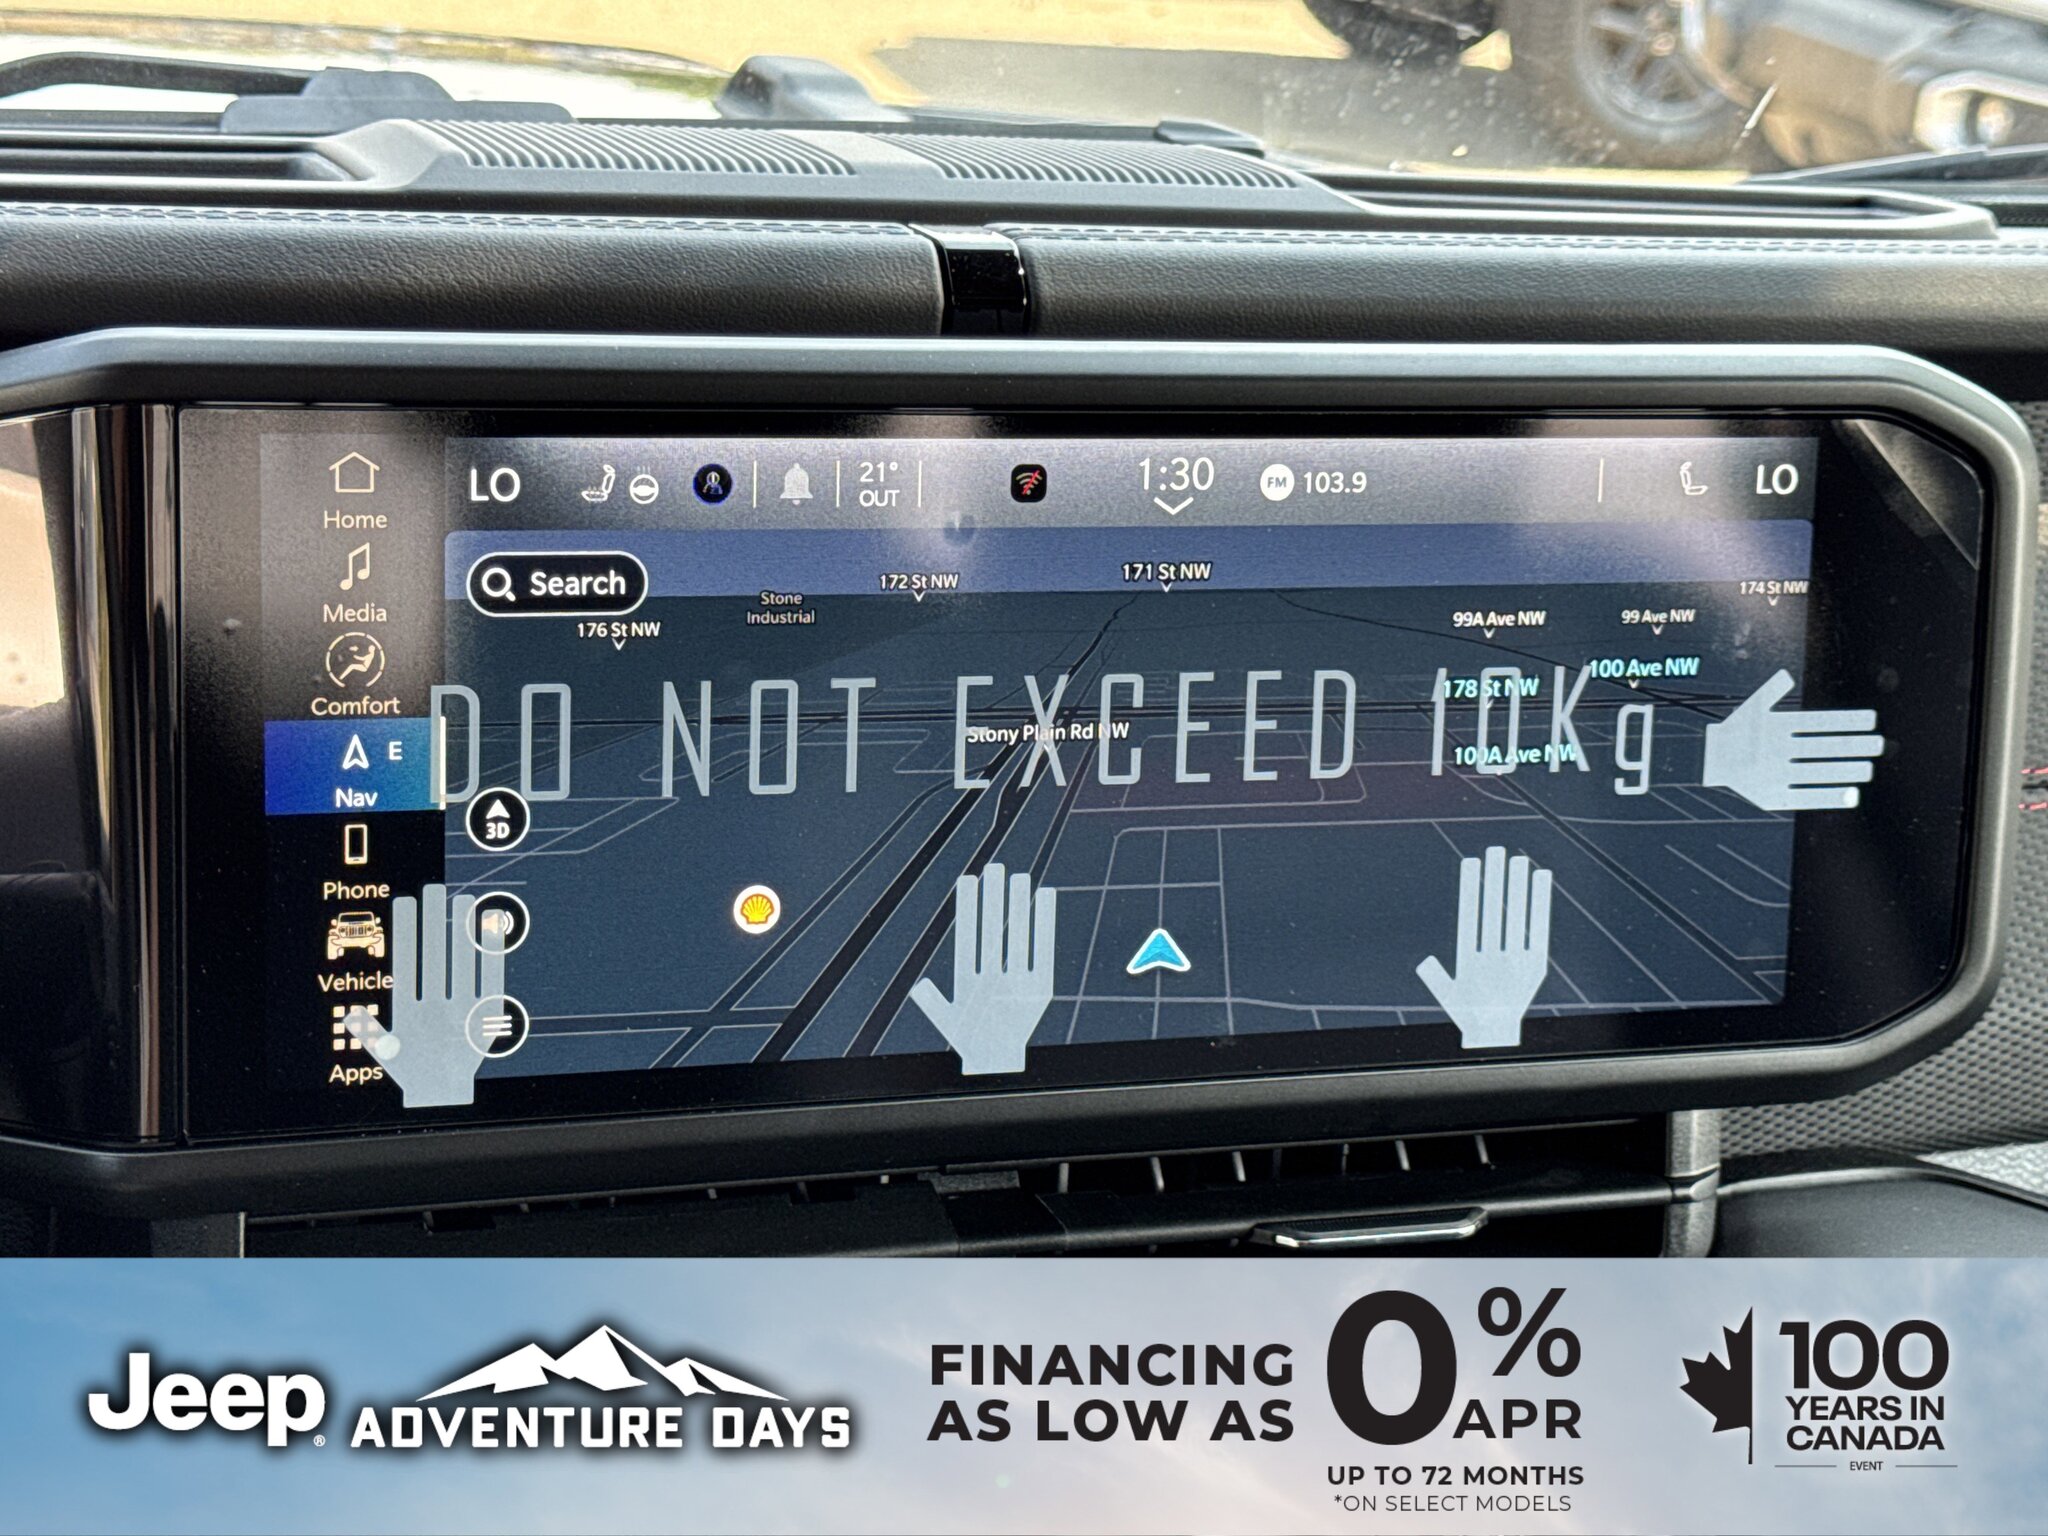 Home
Media
Comfort
E
Nav
Phone
Vehicle
Apps
LO
21°
OUT
1:30
FM 103.9
LO
Search
176 St NW
Stone
Industrial
172 St NW
171 St NW
99A Ave NW
99 Ave NW
174 St NW
100 Ave NW
178 St NW
Stony Plain Rd NW
100A Ave NW
DO NOT EXCEED 10Kg
3D
Jeep®
ADVENTURE DAYS
FINANCING
AS LOW AS
0%
APR
UP TO 72 MONTHS
*ON SELECT MODELS
100
YEARS IN
CANADA
EVENT